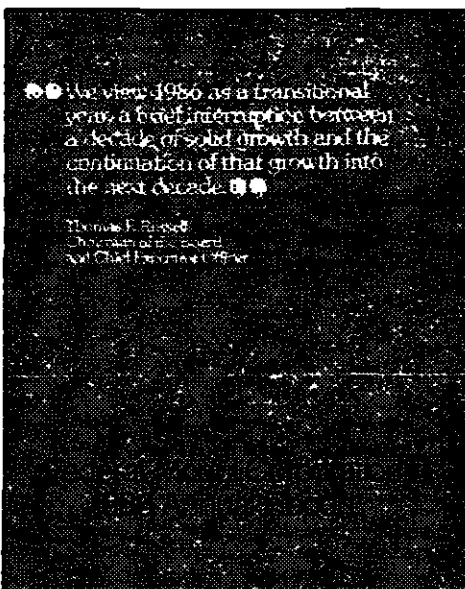 “We view 1986 as a transitional
year, a brief interruption between
a decade of solid growth and the
continuation of that growth into
the next decade.”
Thomas F. Russell
Chairman of the Board
and Chief Executive Officer